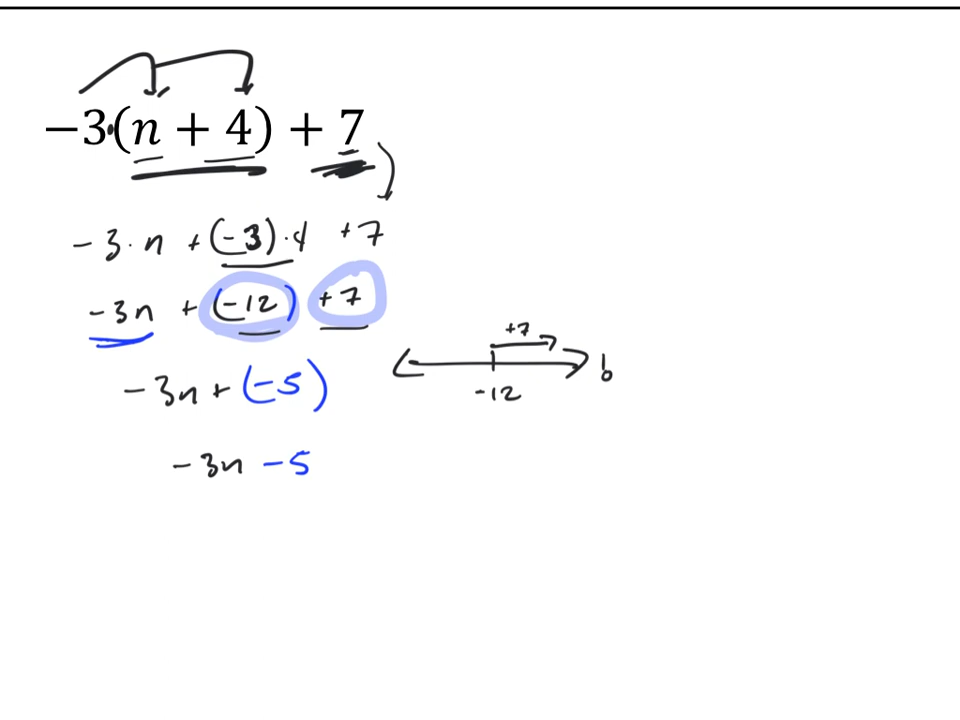 −3·(n + 4) + 7
-3·n +(-3)·4 +7
-3n +(-12) +7
+7
-3n+(-5)
-12
-3n -5